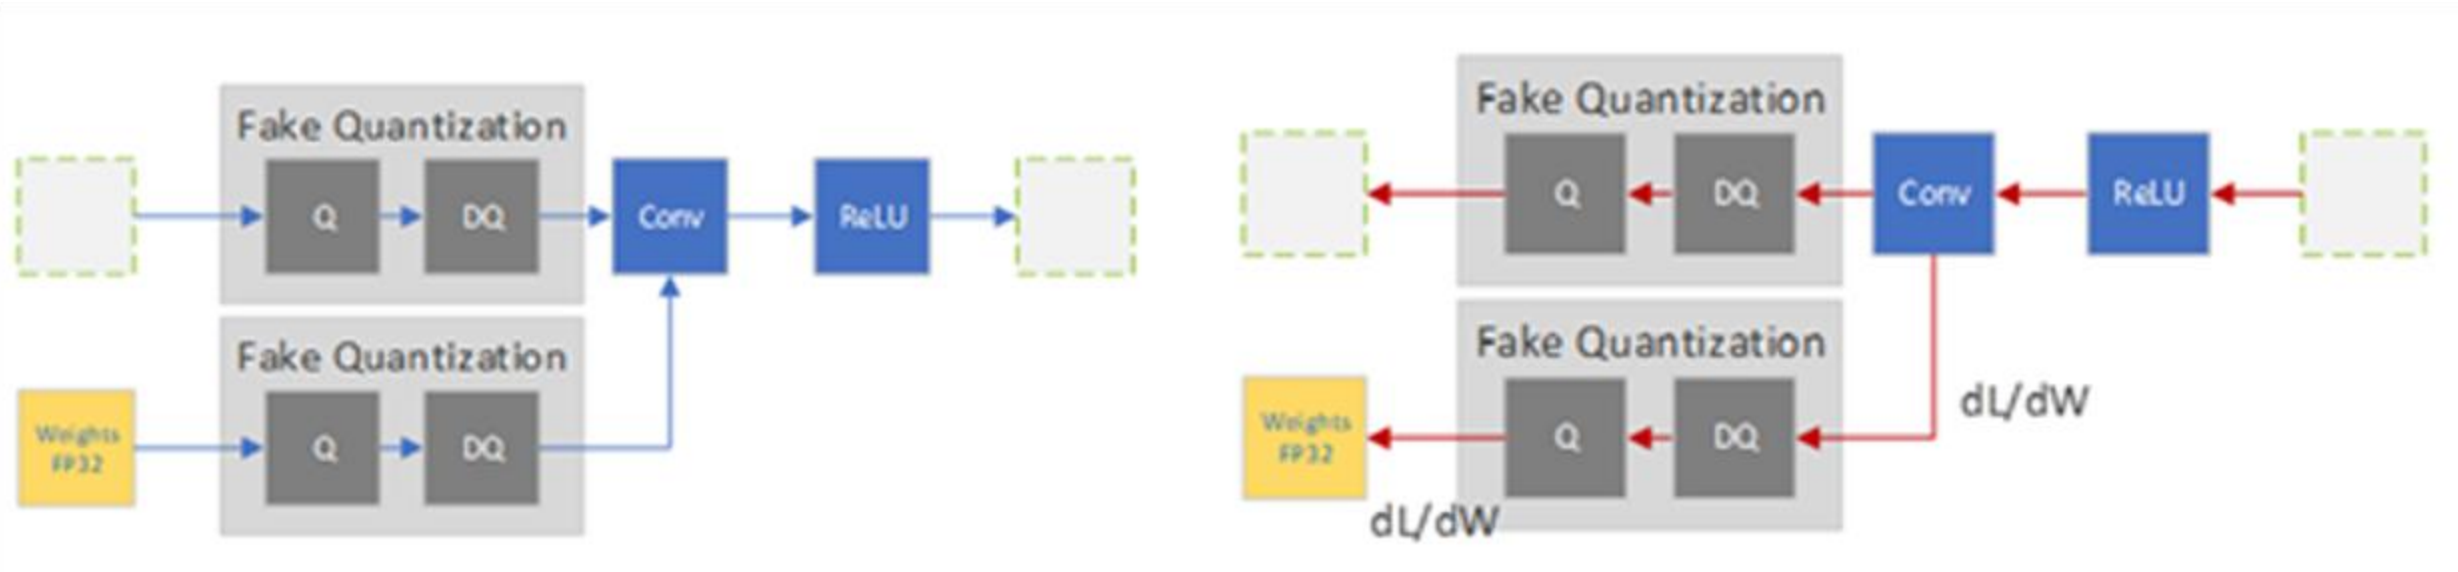 Fake Quantization
Q
DQ
Conv
ReLU
Fake Quantization
Weights
FP32
Q
DQ
Fake Quantization
Q
DQ
Conv
ReLU
Fake Quantization
Weights
FP32
Q
DQ
dL/dW
dL/dW